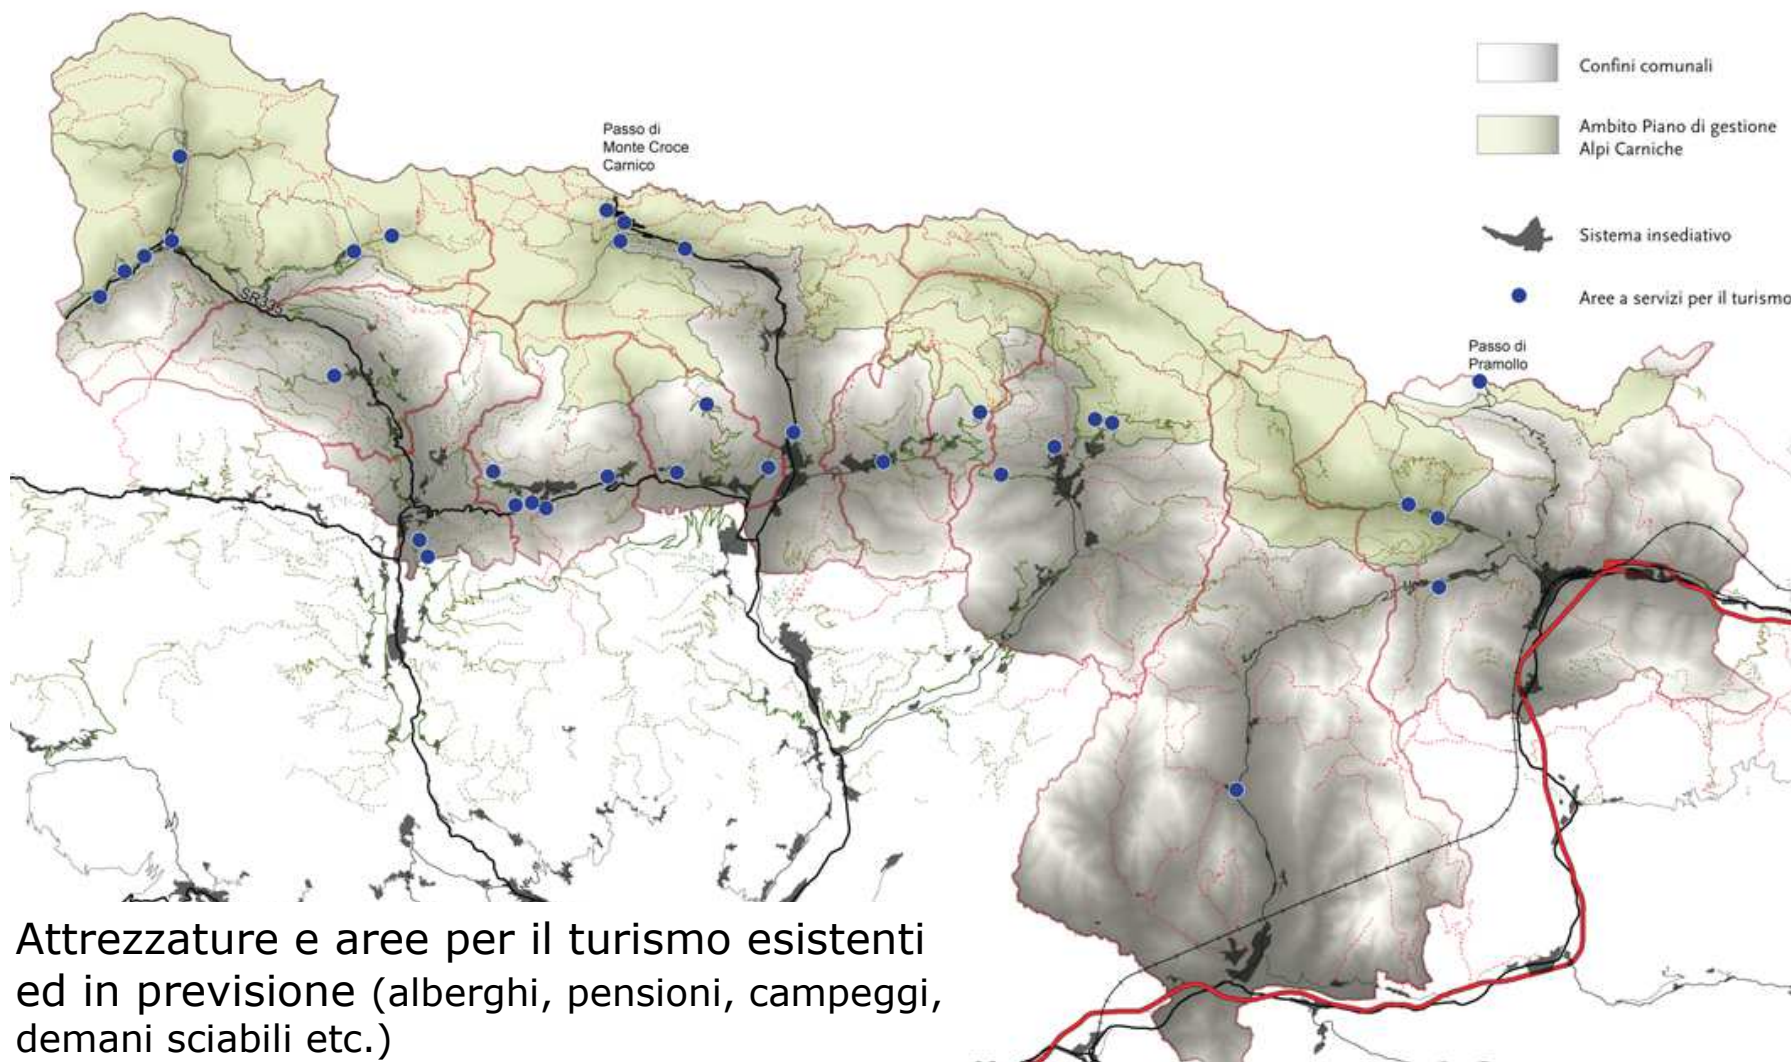 Passo di
Monte Croce
Carnico
Confini comunali
Ambito Piano di gestione
Alpi Carniche
Sistema insediativo
Aree a servizi per il turismo
SR335
Passo di
Pramollo
Attrezzature e aree per il turismo esistenti
ed in previsione (alberghi, pensioni, campeggi,
demani sciabili etc.)